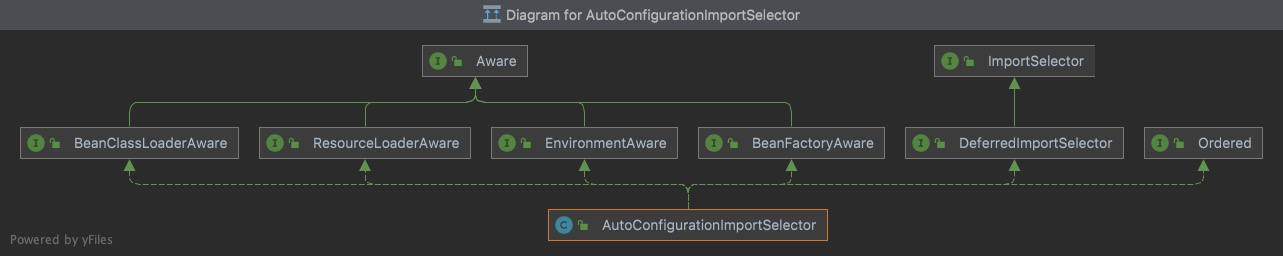 Diagram for AutoConfigurationImportSelector
I Aware
I ImportSelector
I BeanClassLoaderAware
I ResourceLoaderAware
I EnvironmentAware
I BeanFactoryAware
I DeferredImportSelector
I Ordered
C AutoConfigurationImportSelector
Powered by yFiles